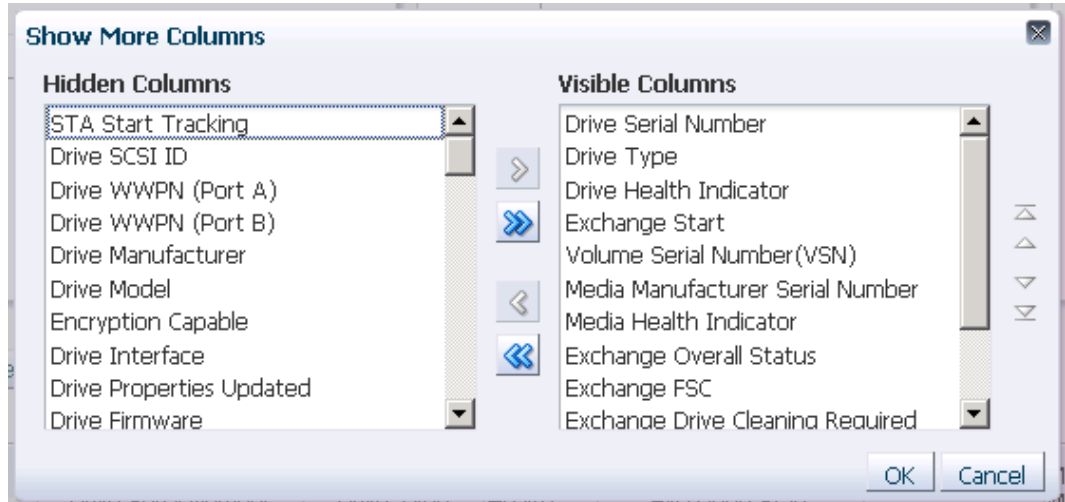 Show More Columns
Hidden Columns
STA Start Tracking
Drive SCSI ID
Drive WWPN (Port A)
Drive WWPN (Port B)
Drive Manufacturer
Drive Model
Encryption Capable
Drive Interface
Drive Properties Updated
Drive Firmware
Visible Columns
Drive Serial Number
Drive Type
Drive Health Indicator
Exchange Start
Volume Serial Number(VSN)
Media Manufacturer Serial Number
Media Health Indicator
Exchange Overall Status
Exchange FSC
Exchange Drive Cleaning Required
OK
Cancel